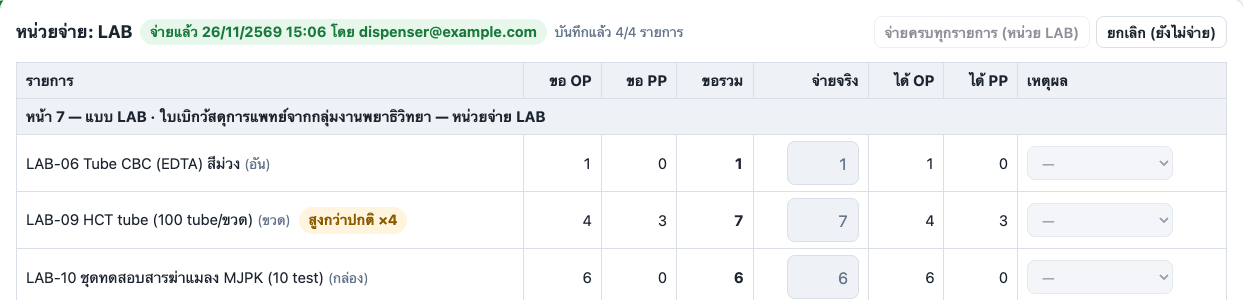 หน่วยจ่าย: LAB จ่ายแล้ว 26/11/2569 15:06 โดย dispenser@example.com บันทึกแล้ว 4/4 รายการ จ่ายครบทุกรายการ (หน่วย LAB) ยกเลิก (ยังไม่จ่าย)
รายการ ขอ OP ขอ PP ขอรวม จ่ายจริง ได้ OP ได้ PP เหตุผล
หน้า 7 — แบบ LAB · ใบเบิกวัสดุการแพทย์จากกลุ่มงานพยาธิวิทยา — หน่วยจ่าย LAB
LAB-06 Tube CBC (EDTA) สีม่วง (อัน) 1 0 1 1 1 0 —
LAB-09 HCT tube (100 tube/ขวด) (ขวด) สูงกว่าปกติ ×4 4 3 7 7 4 3 —
LAB-10 ชุดทดสอบสารฆ่าแมลง MJPK (10 test) (กล่อง) 6 0 6 6 6 0 —